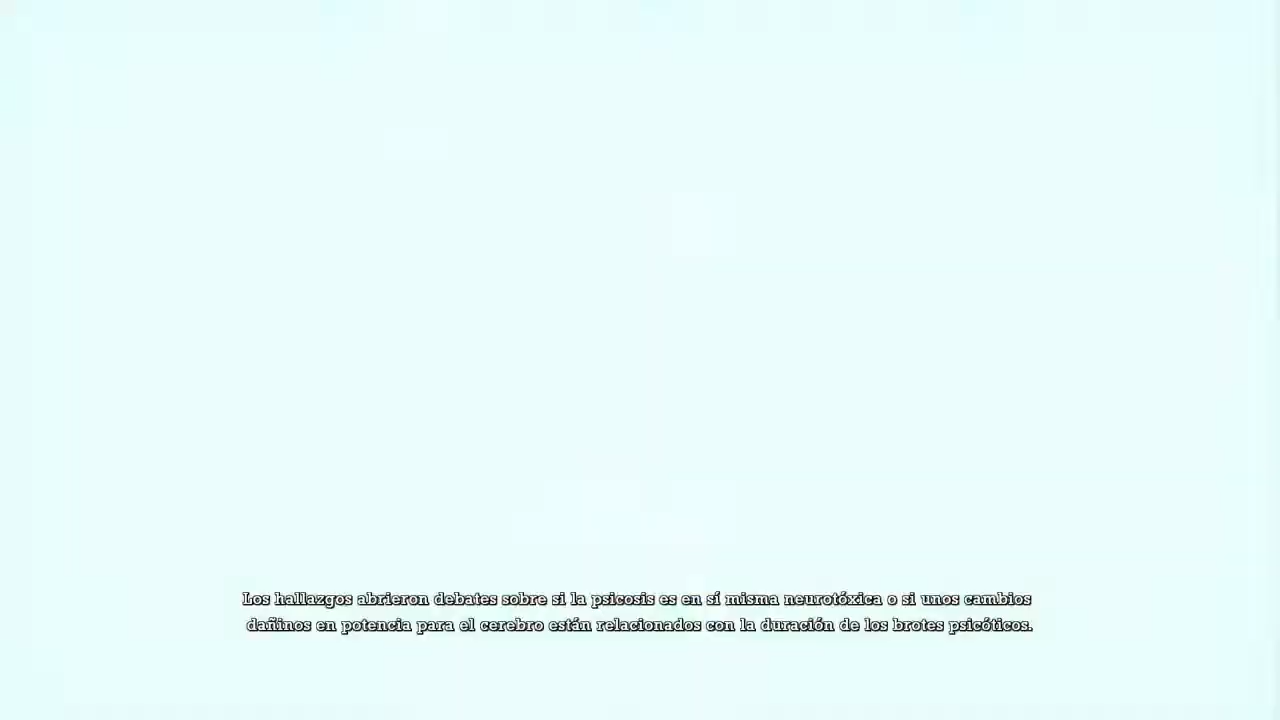 Los hallazgos abrieron debates sobre si la psicosis es en sí misma neurotóxica o si unos cambios
dañinos en potencia para el cerebro están relacionados con la duración de los brotes psicóticos.